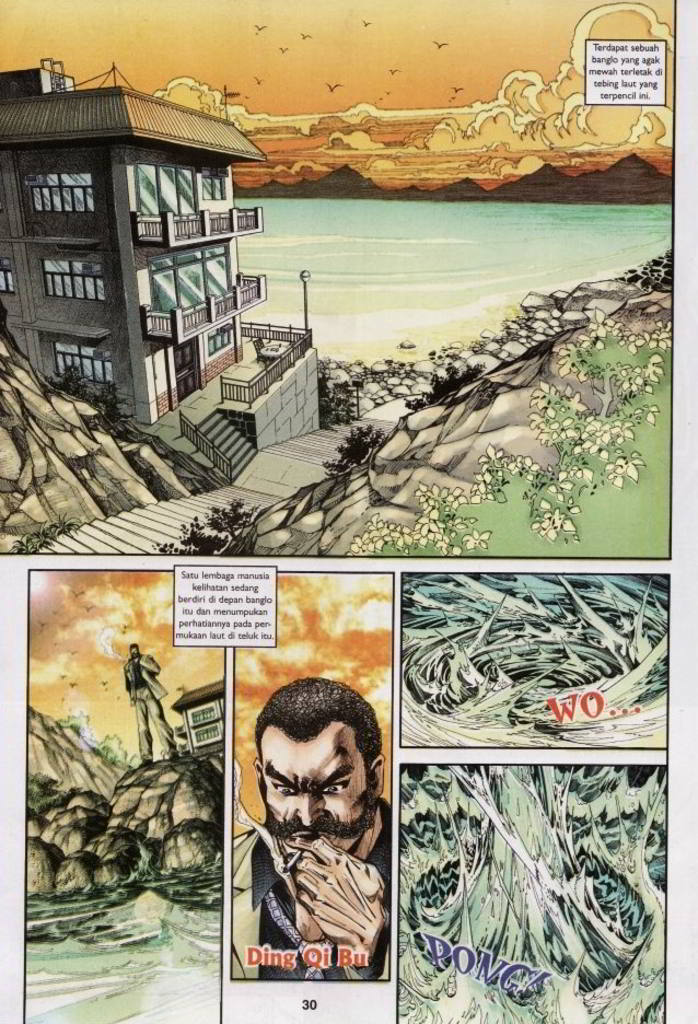 Terdapat sebuah
banglo yang agak
mewah terletak di
tebing laut yang
terpencil ini.
Satu lembaga manusia
kelihatan sedang
berdiri di depan banglo
itu dan menumpukan
perhatiannya pada per-
mukaan laut di teluk itu.
Ding Qi Bu
WO...
PONG!
30